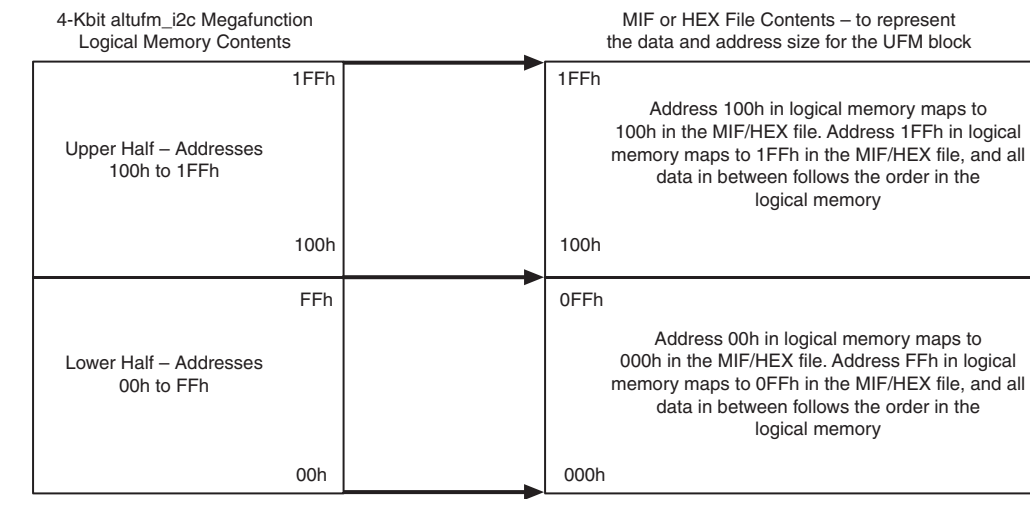 4-Kbit altufm_i2c Megafunction
Logical Memory Contents
MIF or HEX File Contents – to represent
the data and address size for the UFM block
1FFh
Upper Half – Addresses
100h to 1FFh
100h
1FFh
Address 100h in logical memory maps to
100h in the MIF/HEX file. Address 1FFh in logical
memory maps to 1FFh in the MIF/HEX file, and all
data in between follows the order in the
logical memory
100h
FFh
Lower Half – Addresses
00h to FFh
00h
0FFh
Address 00h in logical memory maps to
000h in the MIF/HEX file. Address FFh in logical
memory maps to 0FFh in the MIF/HEX file, and all
data in between follows the order in the
logical memory
000h